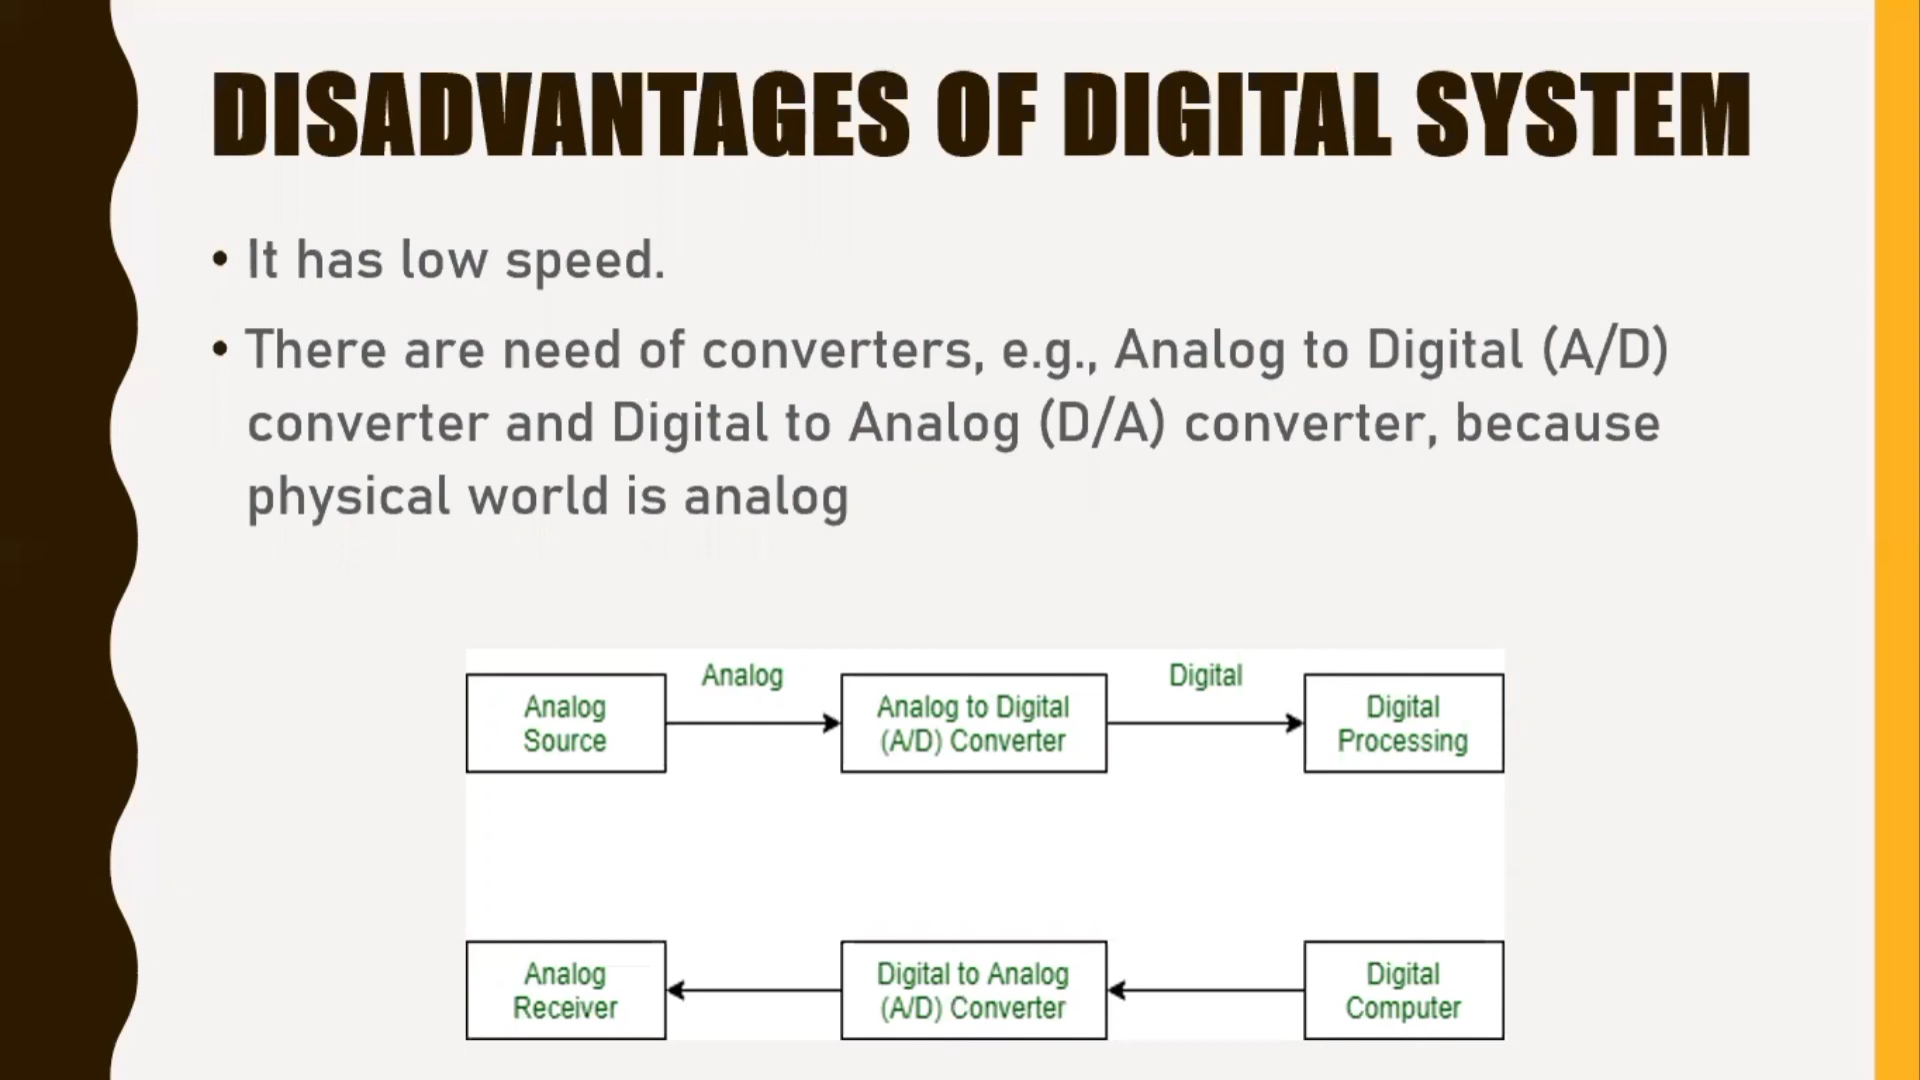 DISADVANTAGES OF DIGITAL SYSTEM
• It has low speed.
• There are need of converters, e.g., Analog to Digital (A/D)
converter and Digital to Analog (D/A) converter, because
physical world is analog
Analog
Source
Analog
Analog to Digital
(A/D) Converter
Digital
Digital
Processing
Analog
Receiver
Digital to Analog
(A/D) Converter
Digital
Computer